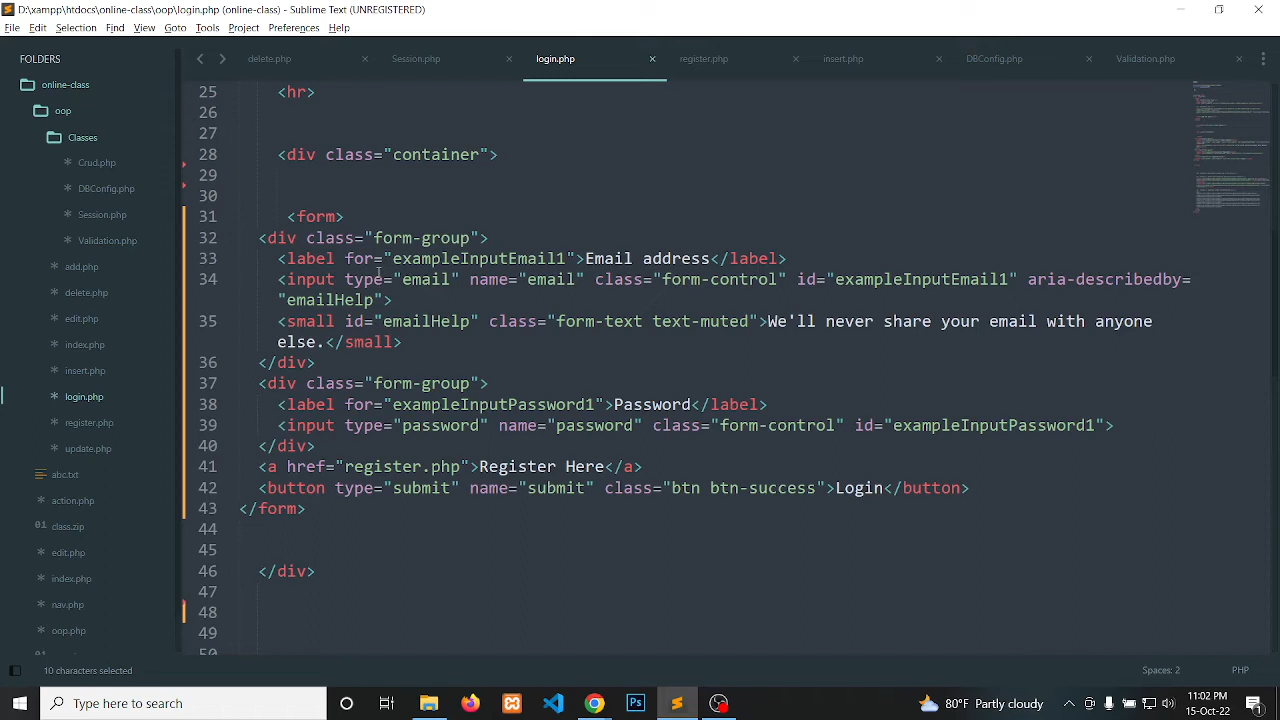 D:\xampp\htdocs\online-class\oop\login.php (online-class) - Sublime Text (UNREGISTERED)
File Edit Selection Find View Goto Tools Project Preferences Help
FOLDERS
online-class
oop
Classes
Crud.php
DBConfig.php
Session.php
Validation.php
add.php
delete.php
edit.php
index.php
insert.php
login.php
register.php
update.php
abc.txt
action.php
class.zip
edit.php
index.php
nav.php
oop.php
delete.php Session.php login.php register.php insert.php DBConfig.php Validation.php
25 <hr>
26
27
28 <div class="container">
29
30
31 <form>
32 <div class="form-group">
33 <label for="exampleInputEmail1">Email address</label>
34 <input type="email" name="email" class="form-control" id="exampleInputEmail1" aria-describedby=
"emailHelp">
35 <small id="emailHelp" class="form-text text-muted">We'll never share your email with anyone
else.</small>
36 </div>
37 <div class="form-group">
38 <label for="exampleInputPassword1">Password</label>
39 <input type="password" name="password" class="form-control" id="exampleInputPassword1">
40 </div>
41 <a href="register.php">Register Here</a>
42 <button type="submit" name="submit" class="btn btn-success">Login</button>
43 </form>
44
45
46 </div>
47
48
49
50
10 characters selected
Spaces: 2
PHP
Type here to search
80°F Partly cloudy
11:02 PM
15-Oct-22